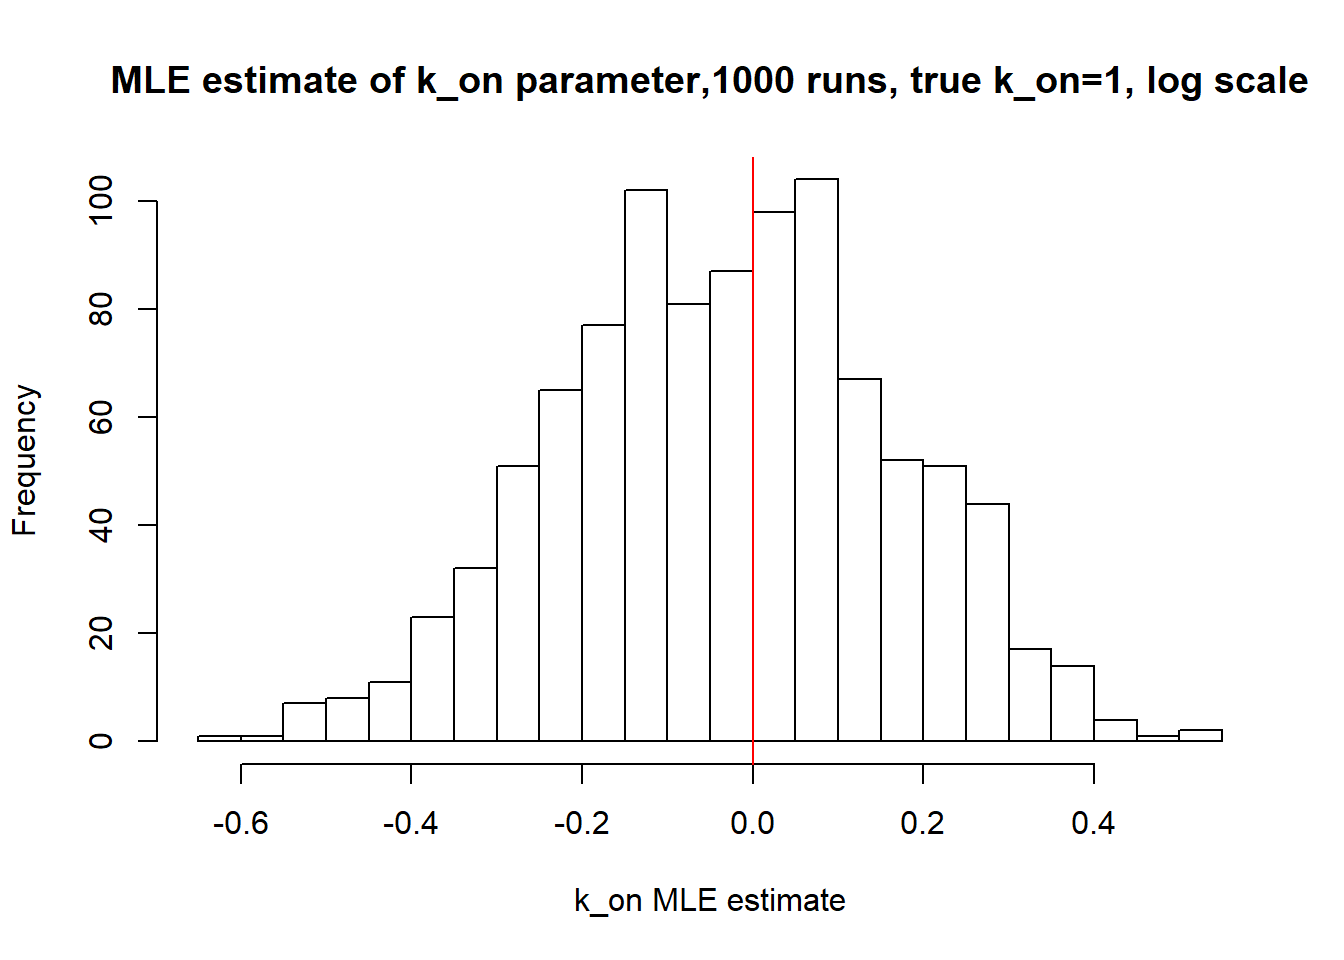 MLE estimate of k_on parameter,1000 runs, true k_on=1, log scale
Frequency
100
80
60
40
20
0
-0.6 -0.4 -0.2 0.0 0.2 0.4
k_on MLE estimate